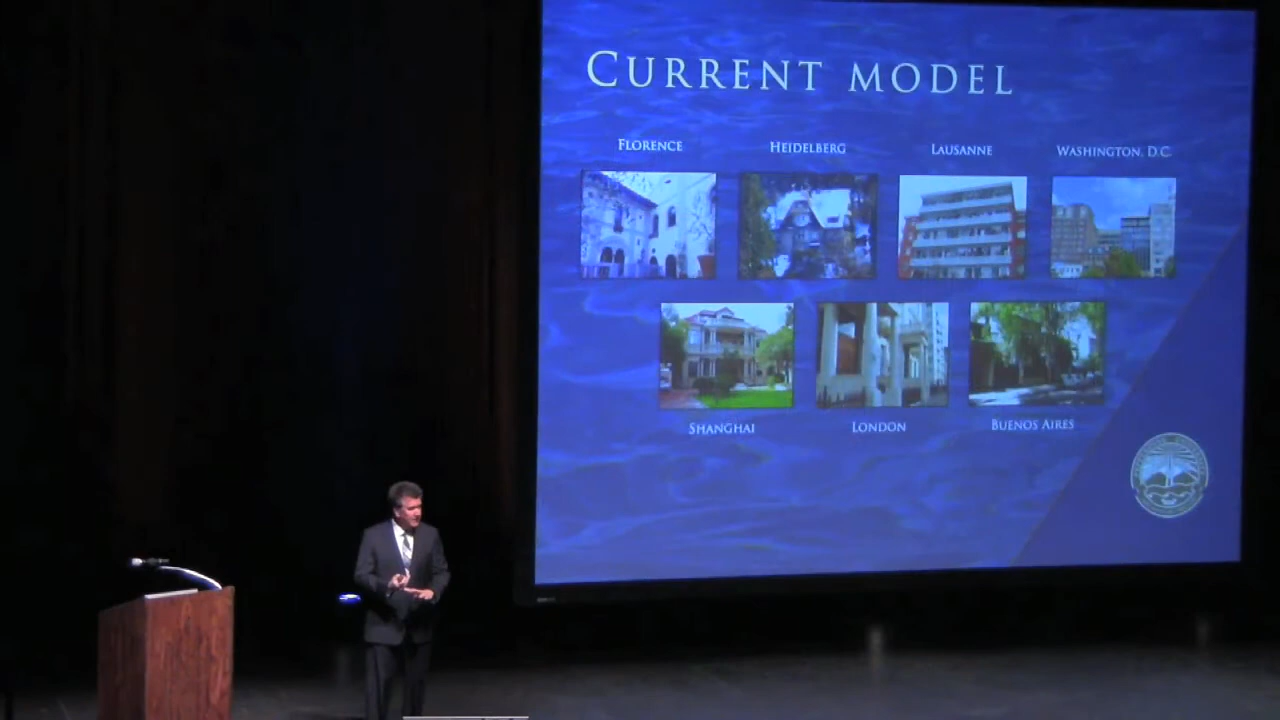 CURRENT MODEL
FLORENCE
HEIDELBERG
LAUSANNE
WASHINGTON, D.C.
SHANGHAI
LONDON
BUENOS AIRES